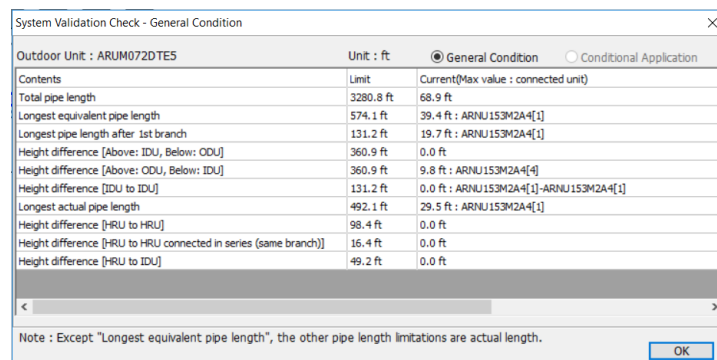 System Validation Check - General Condition
Outdoor Unit : ARUM072DTE5 Unit : ft General Condition Conditional Application
Contents Limit Current(Max value : connected unit)
Total pipe length 3280.8 ft 68.9 ft
Longest equivalent pipe length 574.1 ft 39.4 ft : ARNU153M2A4[1]
Longest pipe length after 1st branch 131.2 ft 19.7 ft : ARNU153M2A4[1]
Height difference [Above: IDU, Below: ODU] 360.9 ft 0.0 ft
Height difference [Above: ODU, Below: IDU] 360.9 ft 9.8 ft : ARNU153M2A4[4]
Height difference [IDU to IDU] 131.2 ft 0.0 ft : ARNU153M2A4[1]-ARNU153M2A4[1]
Longest actual pipe length 492.1 ft 29.5 ft : ARNU153M2A4[1]
Height difference [HRU to HRU] 98.4 ft 0.0 ft
Height difference [HRU to HRU connected in series (same branch)] 16.4 ft 0.0 ft
Height difference [HRU to IDU] 49.2 ft 0.0 ft
Note : Except "Longest equivalent pipe length", the other pipe length limitations are actual length.
OK